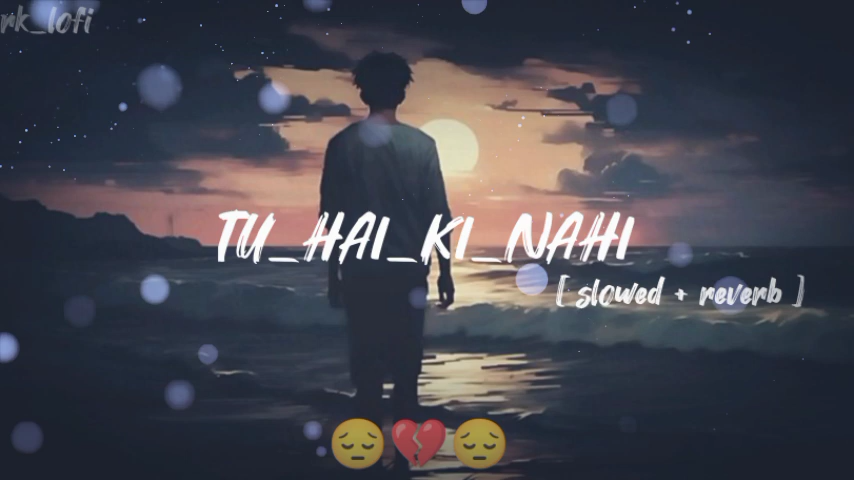 rk_lofi
TU_HAI_KI_NAHI
[ slowed + reverb ]
😔💔😔